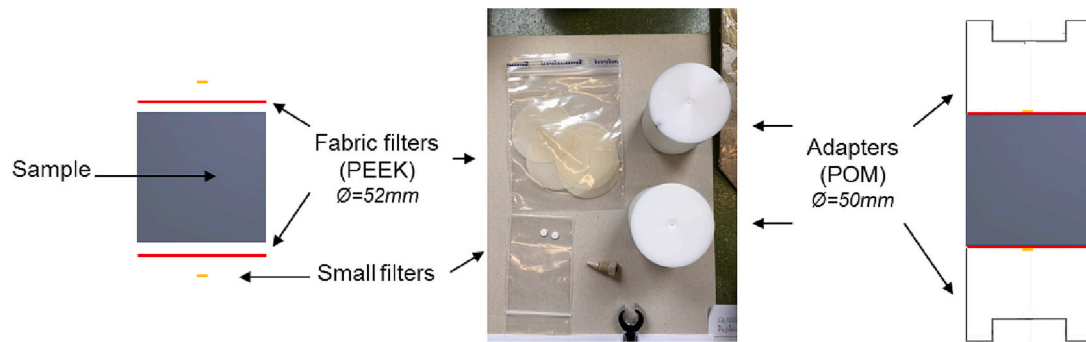 Sample
Fabric filters
(PEEK)
Ø=52mm
Small filters
Adapters
(POM)
Ø=50mm